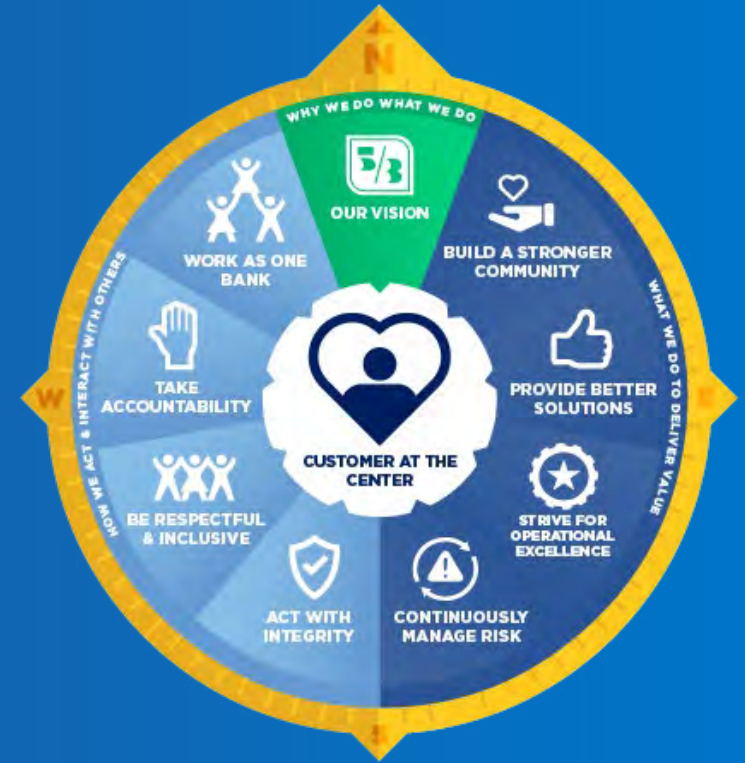 N
WHY WE DO WHAT WE DO
5/3
OUR VISION
BUILD A STRONGER
COMMUNITY
PROVIDE BETTER
SOLUTIONS
STRIVE FOR
OPERATIONAL
EXCELLENCE
CONTINUOUSLY
MANAGE RISK
WHAT WE DO TO DELIVER VALUE
E
S
ACT WITH
INTEGRITY
BE RESPECTFUL
& INCLUSIVE
TAKE
ACCOUNTABILITY
WORK AS ONE
BANK
HOW WE ACT & INTERACT WITH OTHERS
W
CUSTOMER AT THE
CENTER